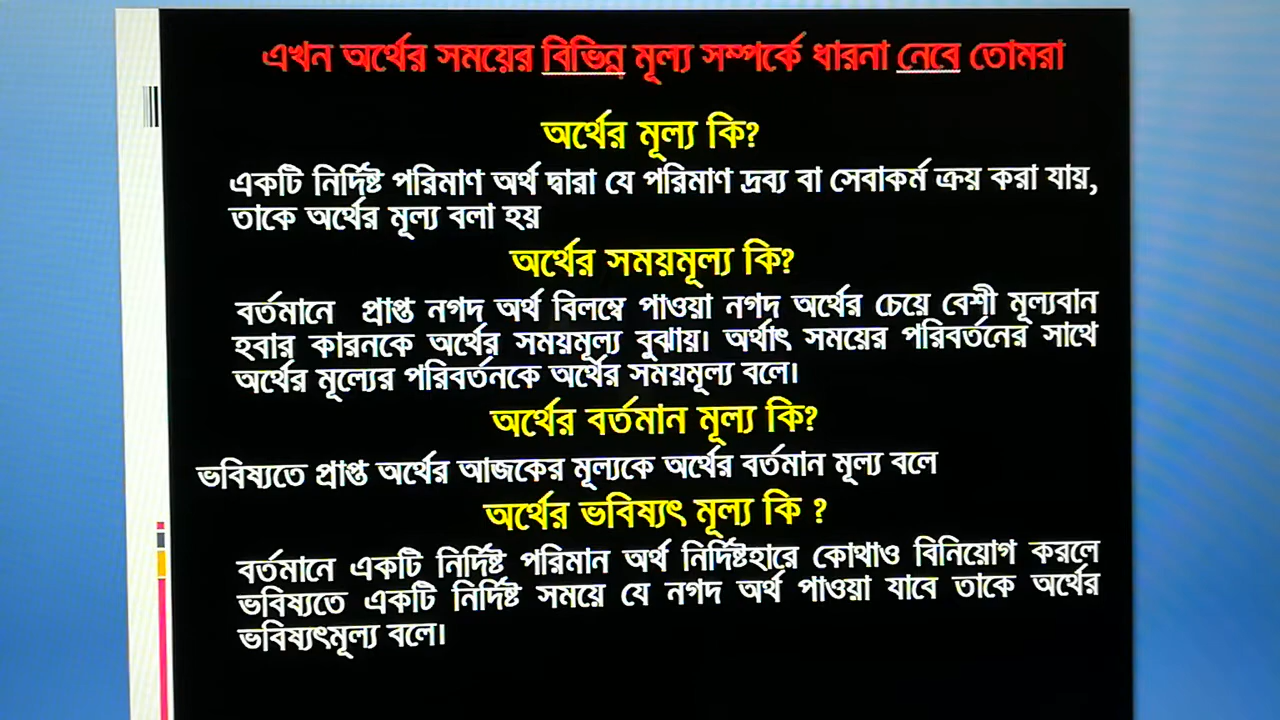 এখন অর্থের সময়ের বিভিন্ন মূল্য সম্পর্কে ধারনা নেবে তোমরা
অর্থের মূল্য কি?
একটি নির্দিষ্ট পরিমাণ অর্থ দ্বারা যে পরিমাণ দ্রব্য বা সেবাকর্ম ক্রয় করা যায়,
তাকে অর্থের মূল্য বলা হয়
অর্থের সময়মূল্য কি?
বর্তমানে প্রাপ্ত নগদ অর্থ বিলম্বে পাওয়া নগদ অর্থের চেয়ে বেশী মূল্যবান
হবার কারনকে অর্থের সময়মূল্য বুঝায়। অর্থাৎ সময়ের পরিবর্তনের সাথে
অর্থের মূল্যের পরিবর্তনকে অর্থের সময়মূল্য বলে।
অর্থের বর্তমান মূল্য কি?
ভবিষ্যতে প্রাপ্ত অর্থের আজকের মূল্যকে অর্থের বর্তমান মূল্য বলে
অর্থের ভবিষ্যৎ মূল্য কি ?
বর্তমানে একটি নির্দিষ্ট পরিমান অর্থ নির্দিষ্টহারে কোথাও বিনিয়োগ করলে
ভবিষ্যতে একটি নির্দিষ্ট সময়ে যে নগদ অর্থ পাওয়া যাবে তাকে অর্থের
ভবিষ্যৎমূল্য বলে।